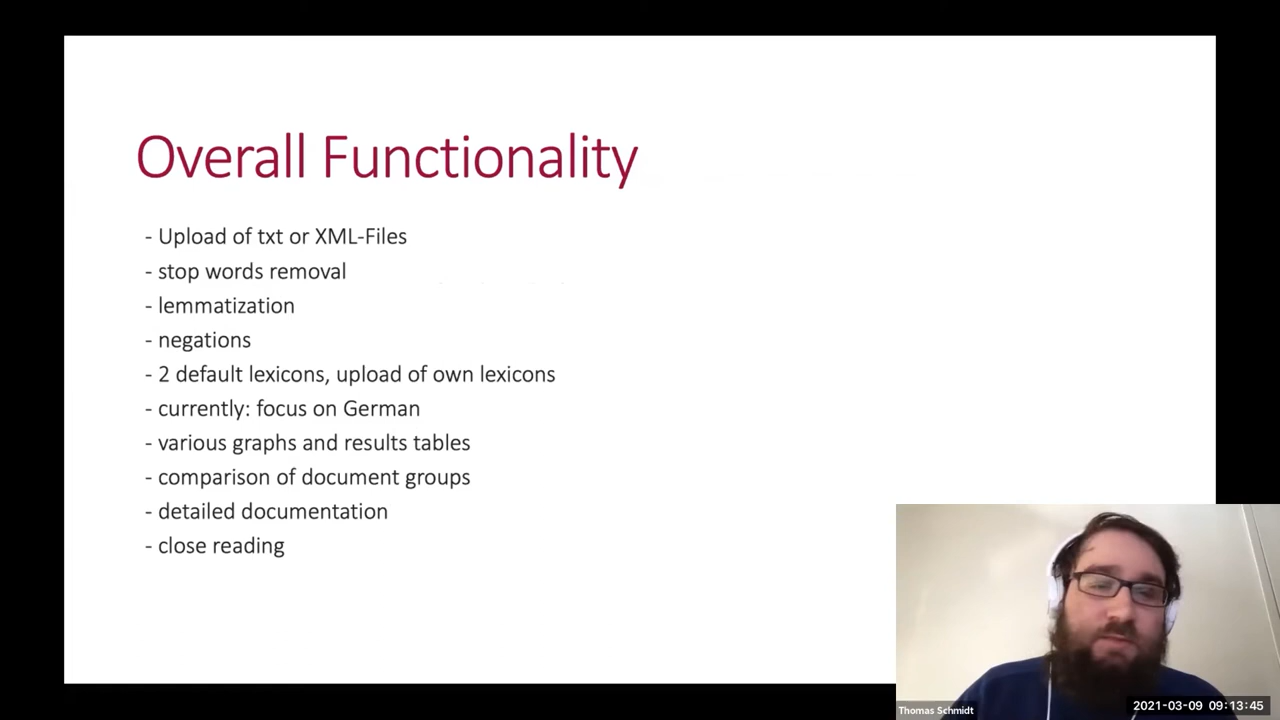 Overall Functionality
- Upload of txt or XML-Files
- stop words removal
- lemmatization
- negations
- 2 default lexicons, upload of own lexicons
- currently: focus on German
- various graphs and results tables
- comparison of document groups
- detailed documentation
- close reading
Thomas Schmidt
2021-03-09 09:13:45